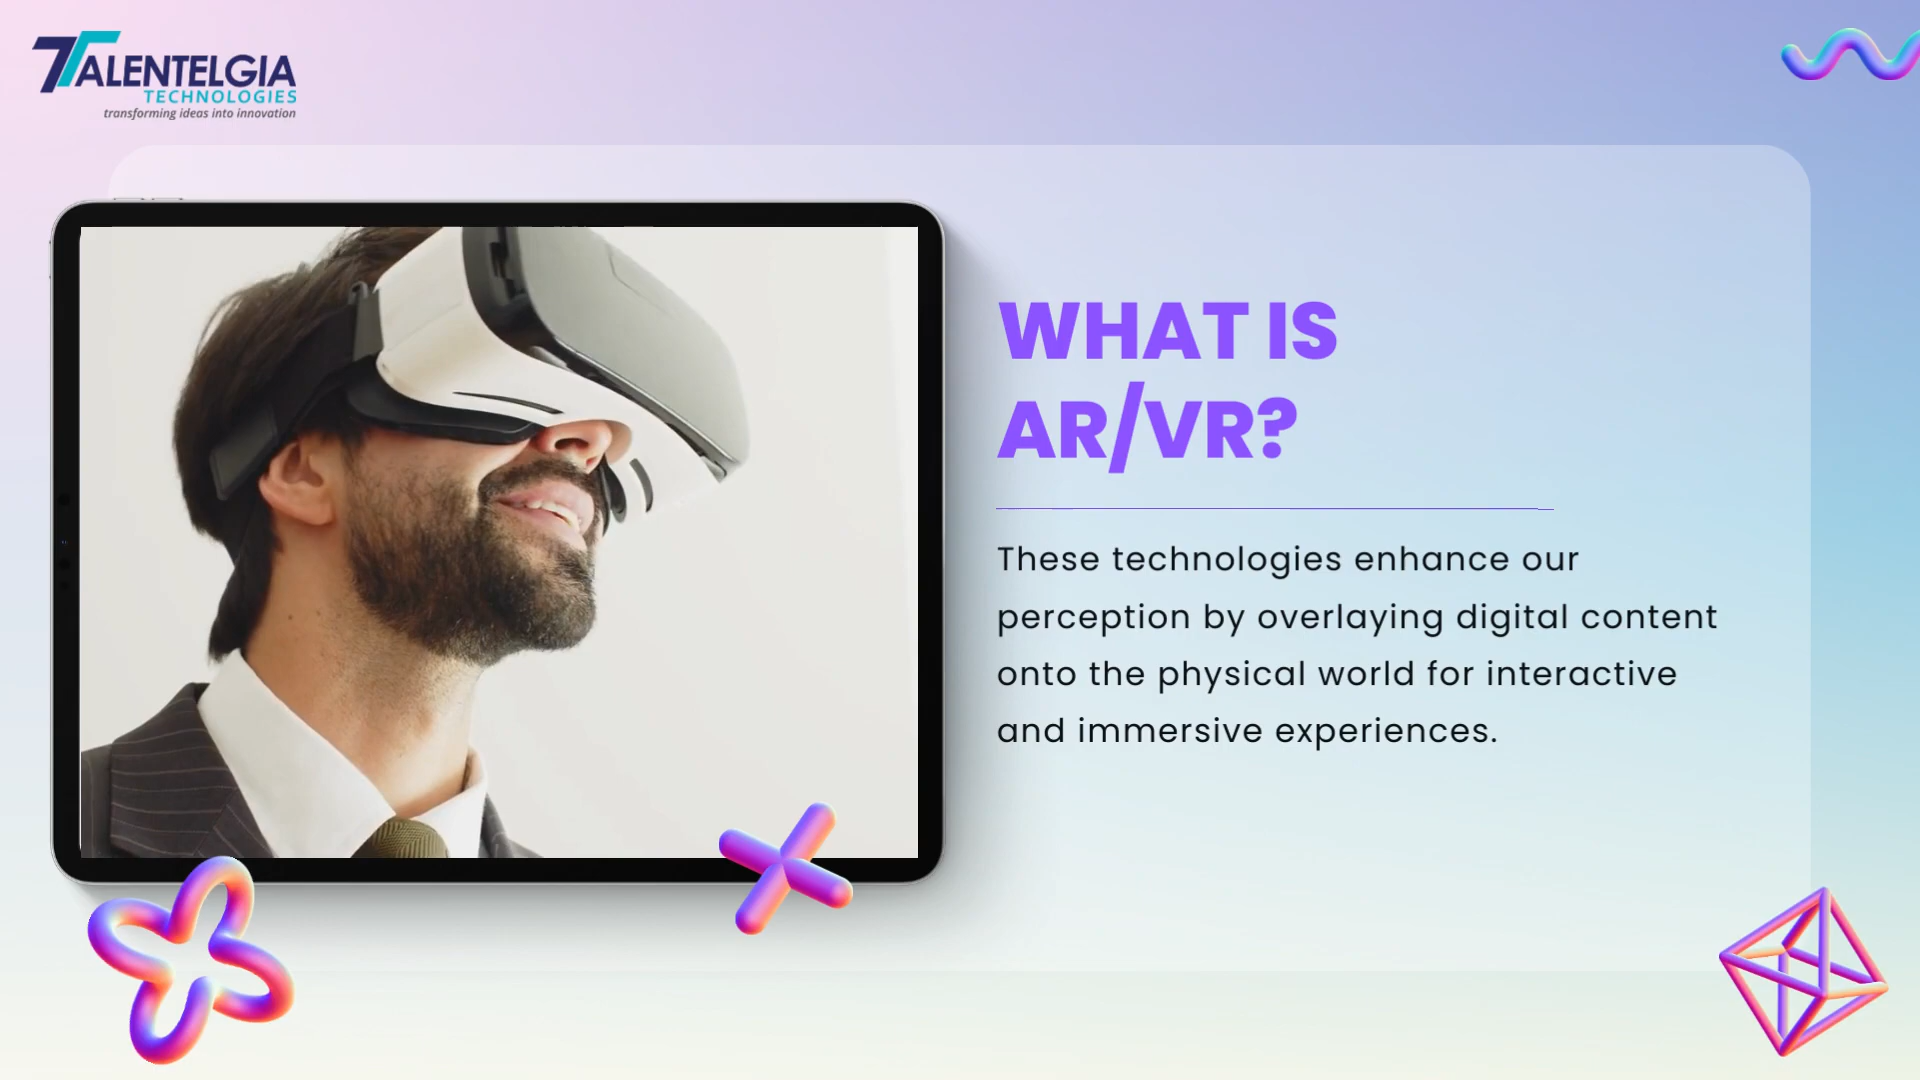 TALENTELGIA
TECHNOLOGIES
transforming ideas into innovation
WHAT IS
AR/VR?
These technologies enhance our
perception by overlaying digital content
onto the physical world for interactive
and immersive experiences.